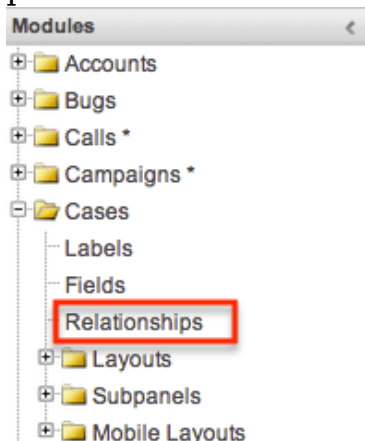 Modules
Accounts
Bugs
Calls *
Campaigns *
Cases
Labels
Fields
Relationships
Layouts
Subpanels
Mobile Layouts